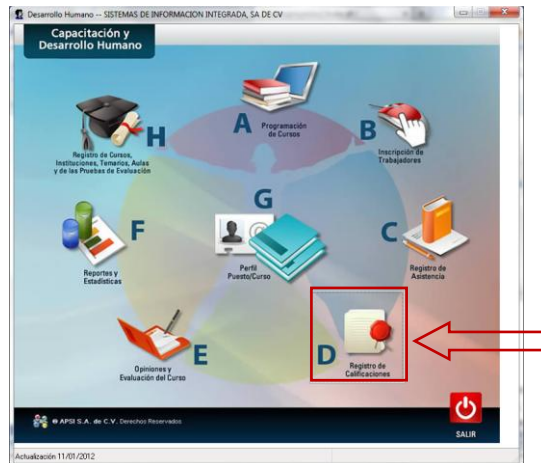 Desarrollo Humano -- SISTEMAS DE INFORMACION INTEGRADA, SA DE CV
Capacitación y
Desarrollo Humano
A
Programación
de Cursos
B
Inscripción de
Trabajadores
H
Registro de Cursos,
Instituciones, Temarios, Aulas
y de las Pruebas de Evaluación
G
Perfil
Puesto/Curso
C
Registro de
Asistencia
F
Reportes y
Estadísticas
E
Opiniones y
Evaluación del Curso
D
Registro de
Calificaciones
© APSI S.A. de C.V. Derechos Reservados
SALIR
Actualización 11/01/2012